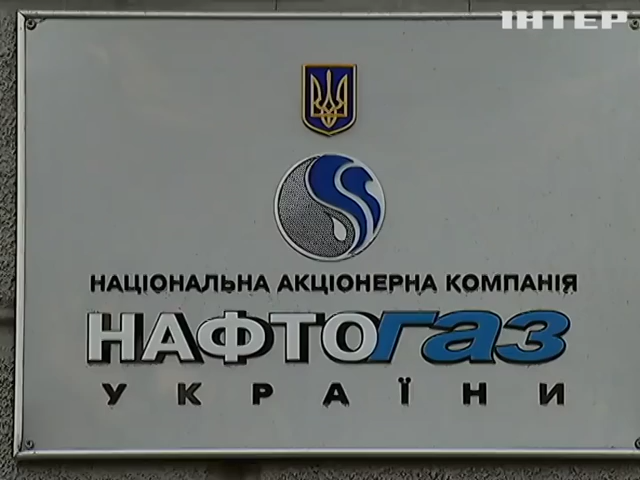 ІНТЕР
НАЦІОНАЛЬНА АКЦІОНЕРНА КОМПАНІЯ
НАФТОГАЗ
УКРАЇНИ